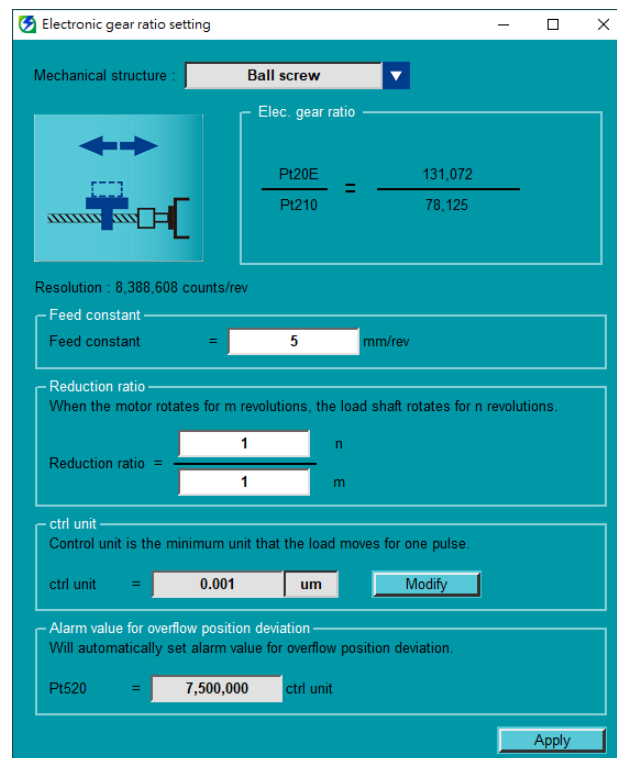 Electronic gear ratio setting
Mechanical structure : Ball screw
Elec. gear ratio
Pt20E = 131,072
Pt210 78,125
Resolution : 8,388,608 counts/rev
Feed constant
Feed constant = 5 mm/rev
Reduction ratio
When the motor rotates for m revolutions, the load shaft rotates for n revolutions.
1 n
Reduction ratio =
1 m
ctrl unit
Control unit is the minimum unit that the load moves for one pulse.
ctrl unit = 0.001 um Modify
Alarm value for overflow position deviation
Will automatically set alarm value for overflow position deviation.
Pt520 = 7,500,000 ctrl unit
Apply